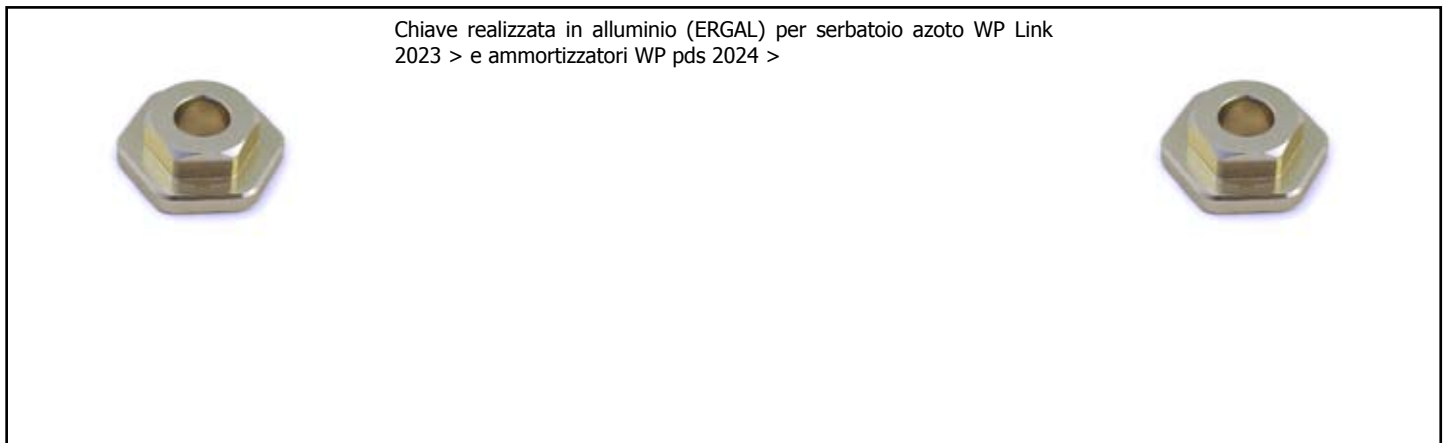 Chiave realizzata in alluminio (ERGAL) per serbatoio azoto WP Link
2023 > e ammortizzatori WP pds 2024 >